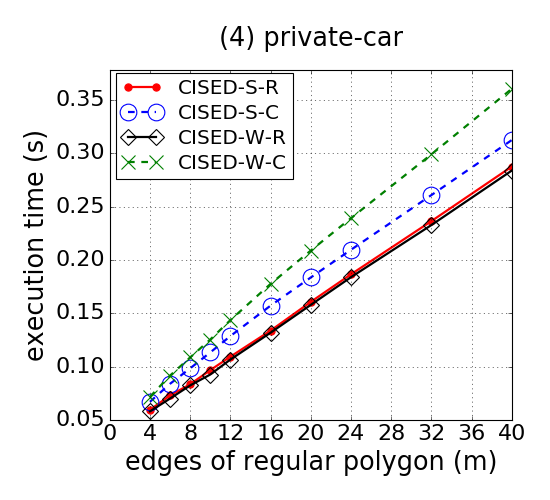 (4) private-car
CISED-S-R
CISED-S-C
CISED-W-R
CISED-W-C
execution time (s)
0.35
0.30
0.25
0.20
0.15
0.10
0.05
0 4 8 12 16 20 24 28 32 36 40
edges of regular polygon (m)